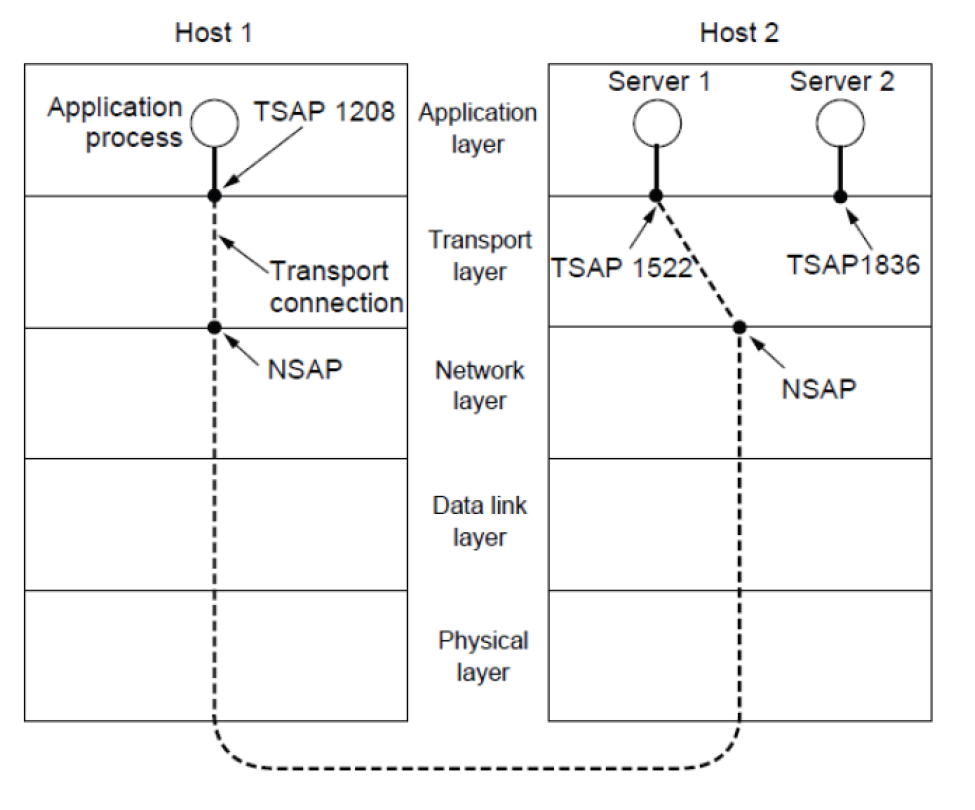 Host 1
Host 2
Application
process
TSAP 1208
Application
layer
Server 1
Server 2
Transport
connection
Transport
layer
TSAP 1522
TSAP1836
NSAP
Network
layer
NSAP
Data link
layer
Physical
layer